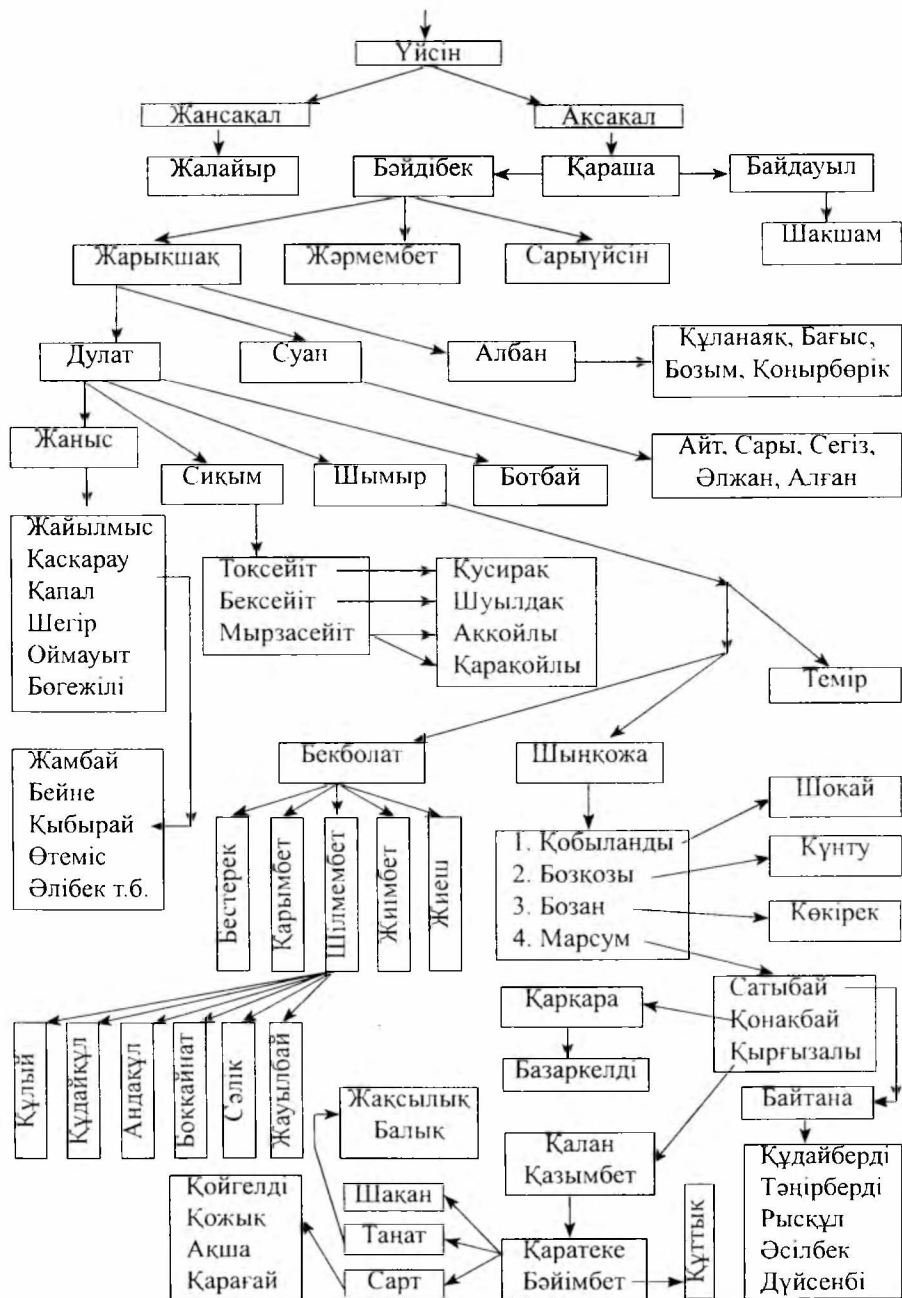 Үйсін
Жансақал
Ақсақал
Жалайыр
Бәйдібек
Қараша
Байдауыл
Шақшам
Жарықшақ
Жәрмембет
Сарыүйсін
Дулат
Суан
Албан
Құланаяқ, Бағыс,
Бозым, Қоңырбөрік
Жаныс
Сиқым
Шымыр
Ботбай
Айт, Сары, Сегіз,
Әлжан, Алған
Жайылмыс
Қасқарау
Қапал
Шегір
Оймауыт
Бөгежілі
Тоқсейіт
Бексейіт
Мырзасейіт
Қусирақ
Шуылдақ
Аққойлы
Қарақойлы
Темір
Жамбай
Бейне
Қыбырай
Өтеміс
Әлібек т.б.
Бекболат
Шыңқожа
Бестерек
Қарымбет
Шілмембет
Жиімбет
Жиеш
1. Қобыланды
2. Бозқозы
3. Бозан
4. Марсум
Шоқай
Күнту
Көкірек
Сатыбай
Қонақбай
Қырғызалы
Қарқара
Базаркелді
Байтана
Құлый
Құдайқұл
Андақұл
Боккайнат
Сәлік
Жауылбай
Жақсылық
Балық
Қалан
Қазымбет
Құдайберді
Тәңірберді
Рысқұл
Әсілбек
Дүйсенбі
Қойгелді
Қожық
Ақша
Қарағай
Шақан
Таңат
Сарт
Қаратеке
Бәйімбет
Құттық